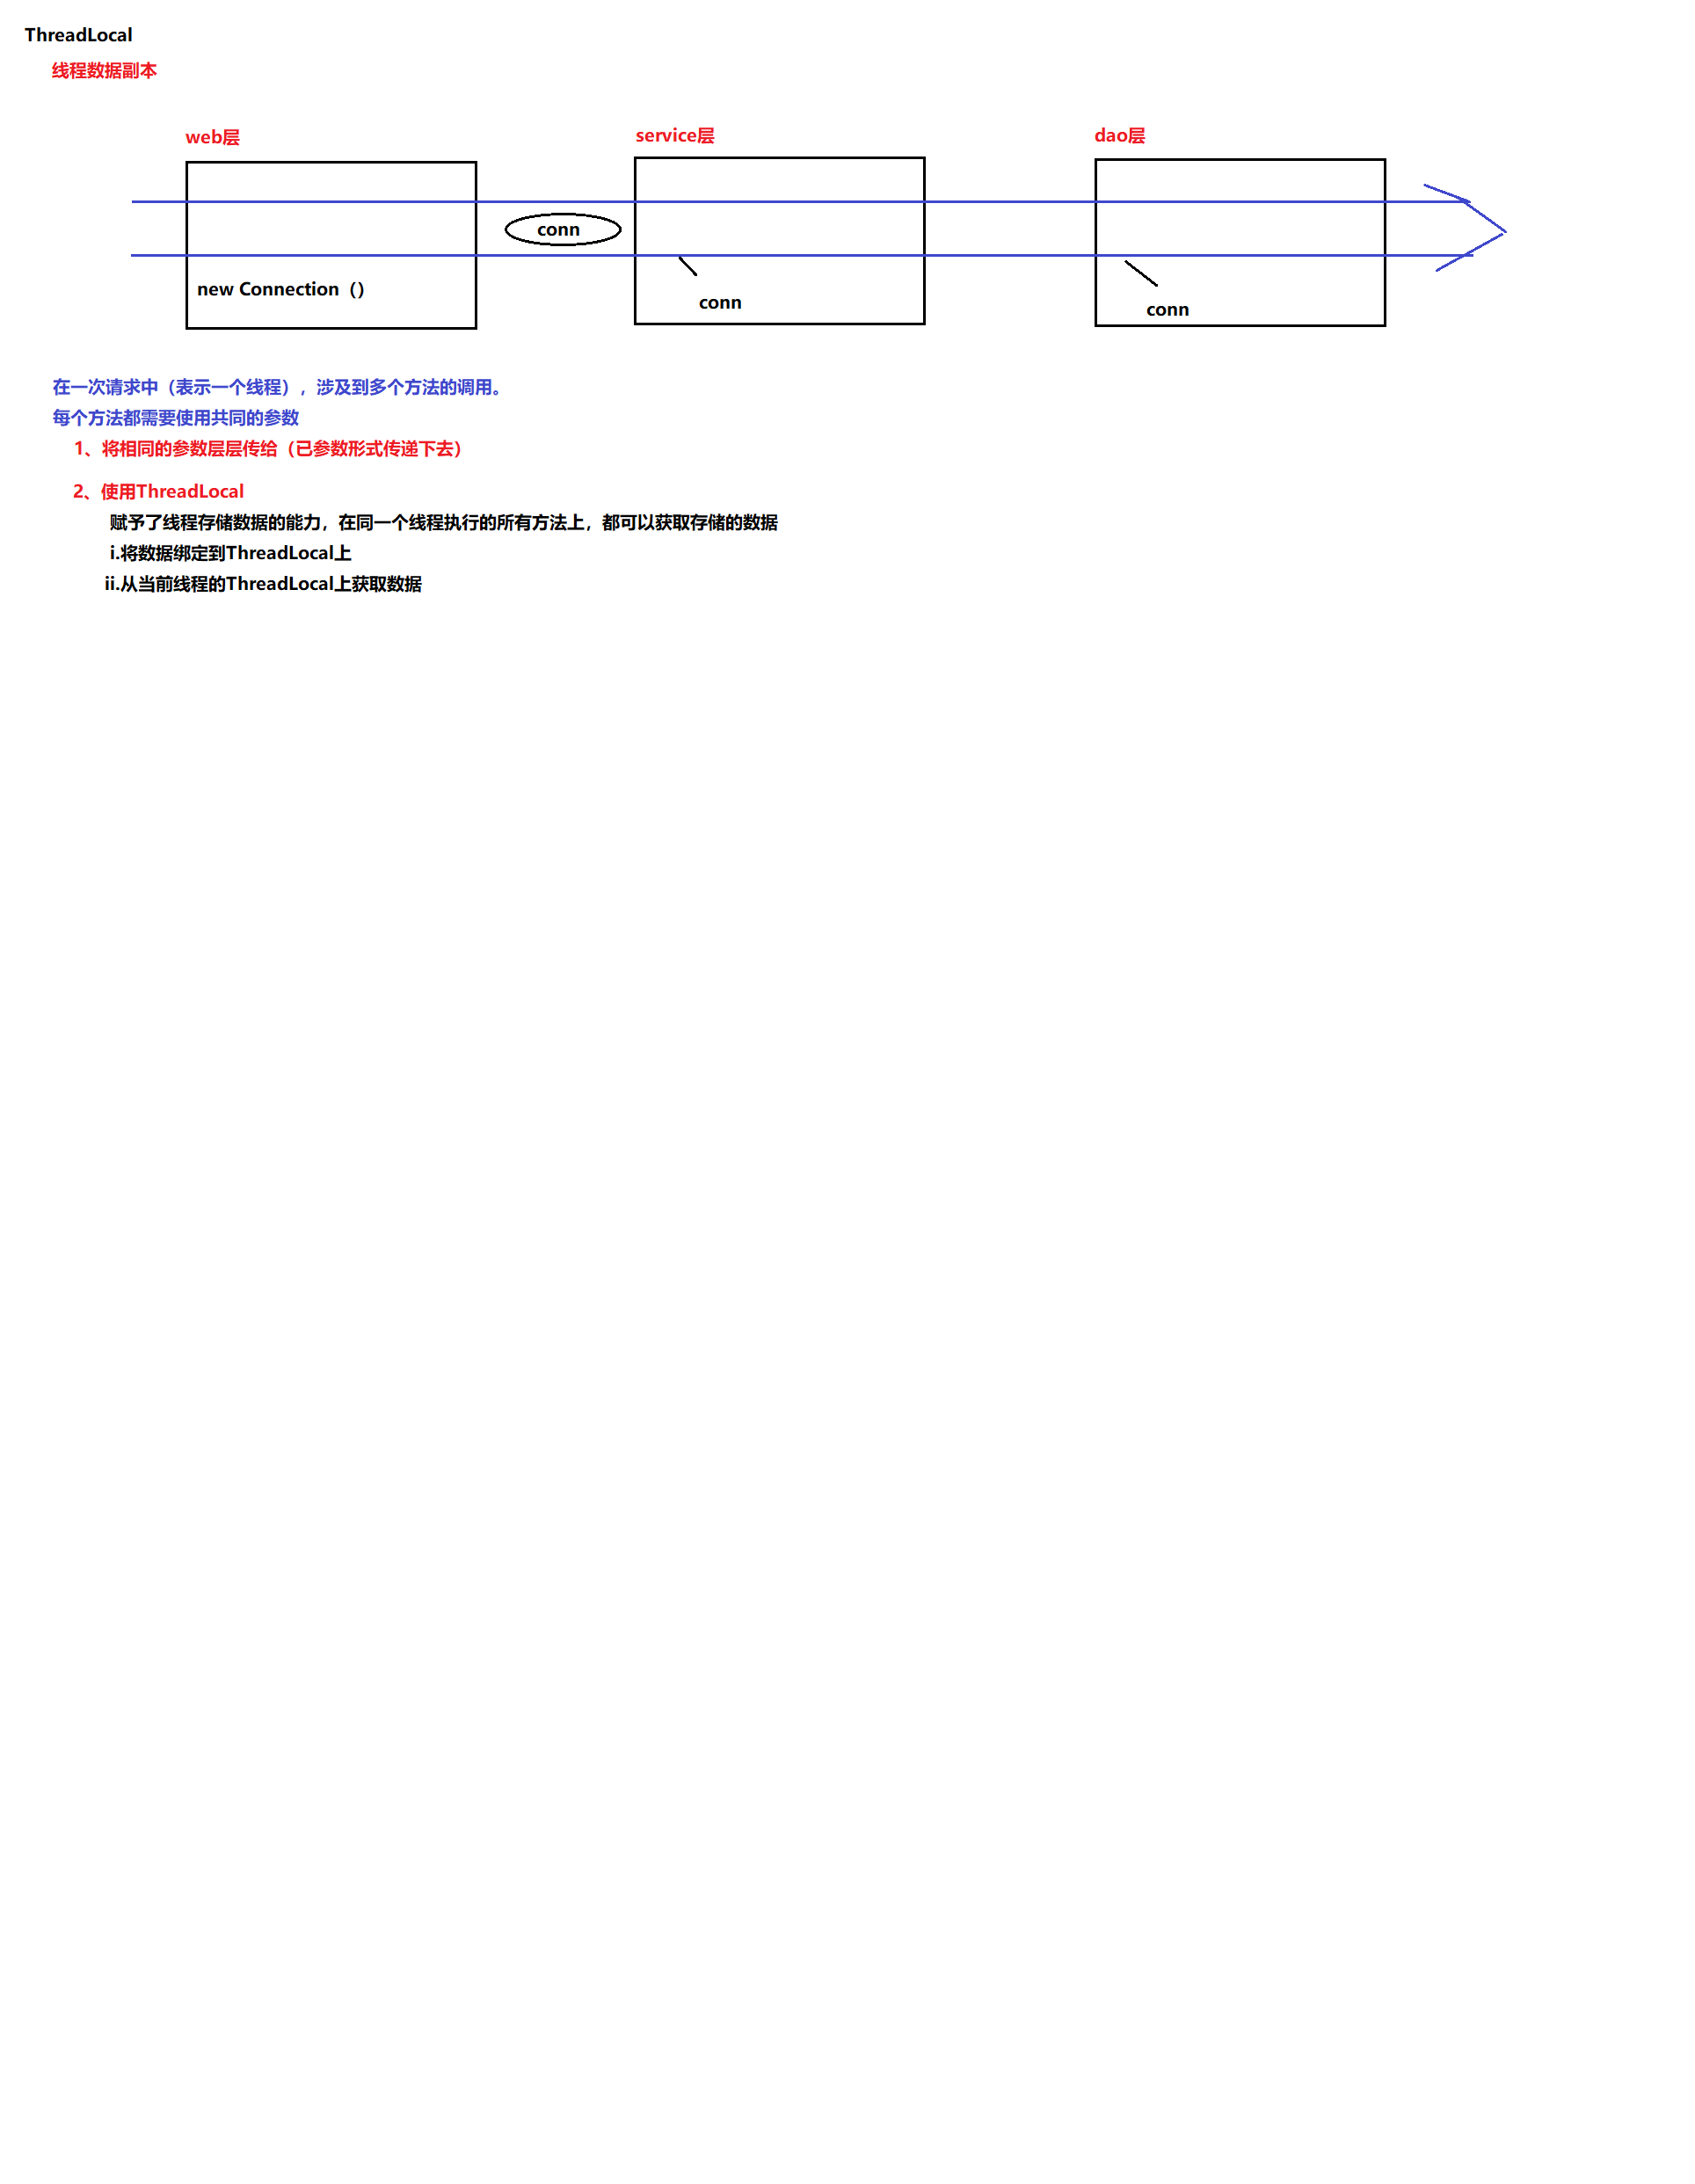 ThreadLocal
线程数据副本
web层
service层
dao层
conn
new Connection（）
conn
conn
在一次请求中（表示一个线程），涉及到多个方法的调用。
每个方法都需要使用共同的参数
1、将相同的参数层层传给（已参数形式传递下去）
2、使用ThreadLocal
赋予了线程存储数据的能力，在同一个线程执行的所有方法上，都可以获取存储的数据
i.将数据绑定到ThreadLocal上
ii.从当前线程的ThreadLocal上获取数据